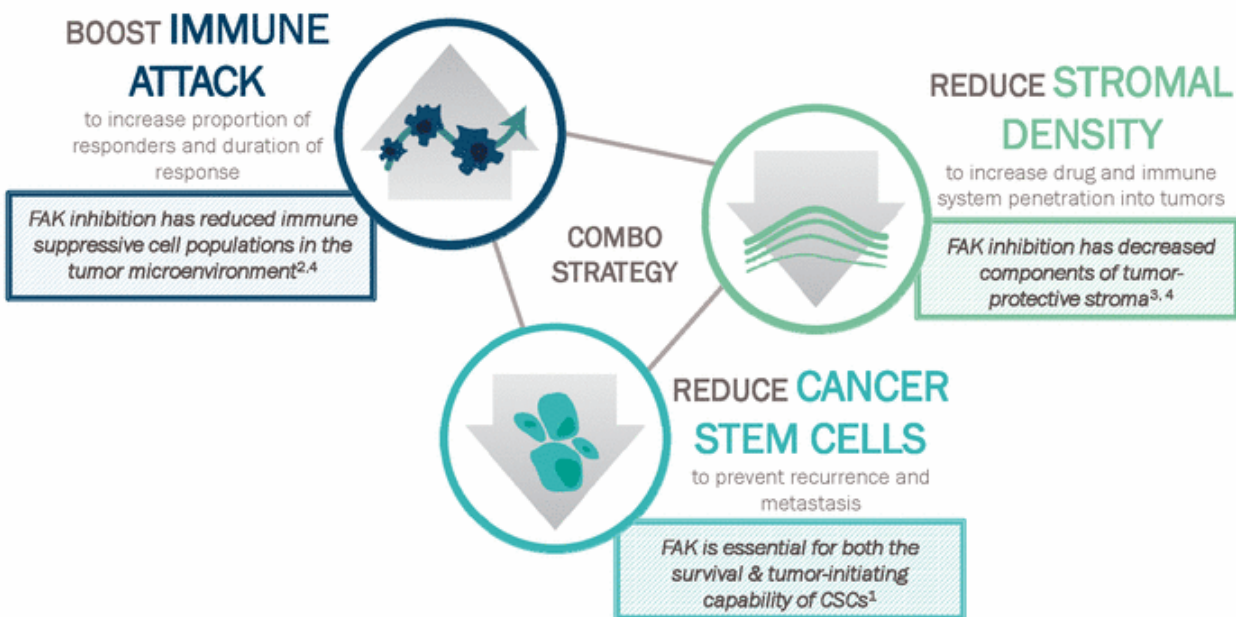 BOOST IMMUNE
ATTACK
to increase proportion of
responders and duration of
response
FAK inhibition has reduced immune
suppressive cell populations in the
tumor microenvironment2,4
COMBO
STRATEGY
REDUCE STROMAL
DENSITY
to increase drug and immune
system penetration into tumors
FAK inhibition has decreased
components of tumor-
protective stroma3, 4
REDUCE CANCER
STEM CELLS
to prevent recurrence and
metastasis
FAK is essential for both the
survival & tumor-initiating
capability of CSCs1